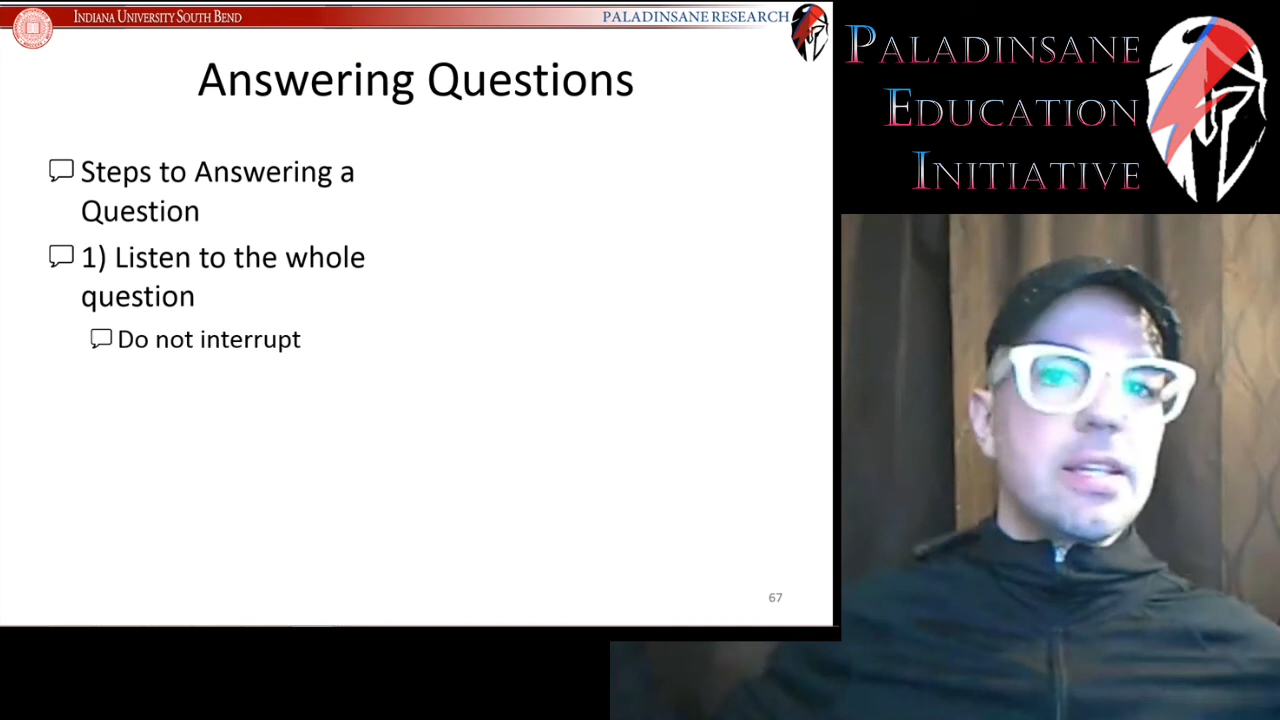 INDIANA UNIVERSITY SOUTH BEND
PALADINSANE RESEARCH
Answering Questions
Steps to Answering a
Question
1) Listen to the whole
question
Do not interrupt
67
PALADINSANE
EDUCATION
INITIATIVE